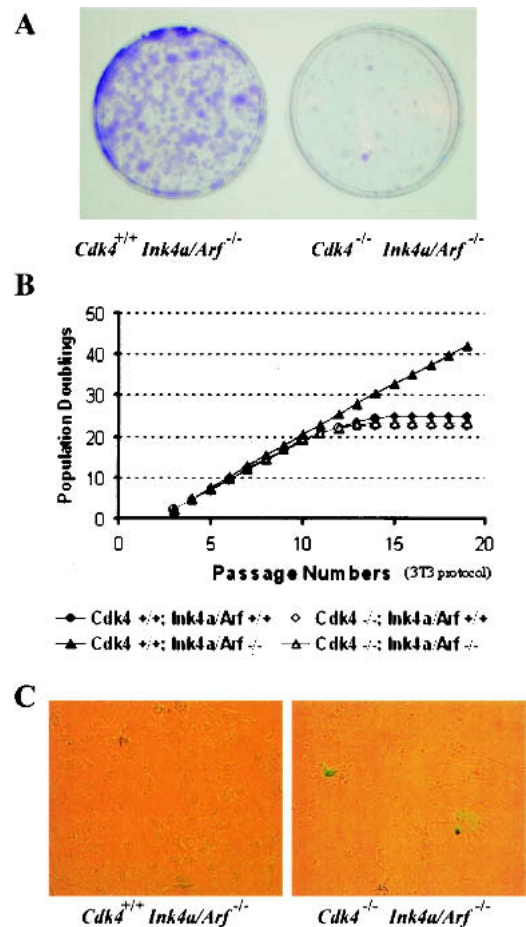 A
Cdk4+/+ Ink4a/Arf-/- Cdk4-/- Ink4a/Arf-/-
B
Population Doublings
50
40
30
20
10
0
0 5 10 15 20
Passage Numbers (3T3 protocol)
Cdk4 +/+; Ink4a/Arf +/+ Cdk4 -/-; Ink4a/Arf +/+
Cdk4 +/+; Ink4a/Arf -/- Cdk4 -/-; Ink4a/Arf -/-
C
Cdk4+/+ Ink4a/Arf-/- Cdk4-/- Ink4a/Arf-/-